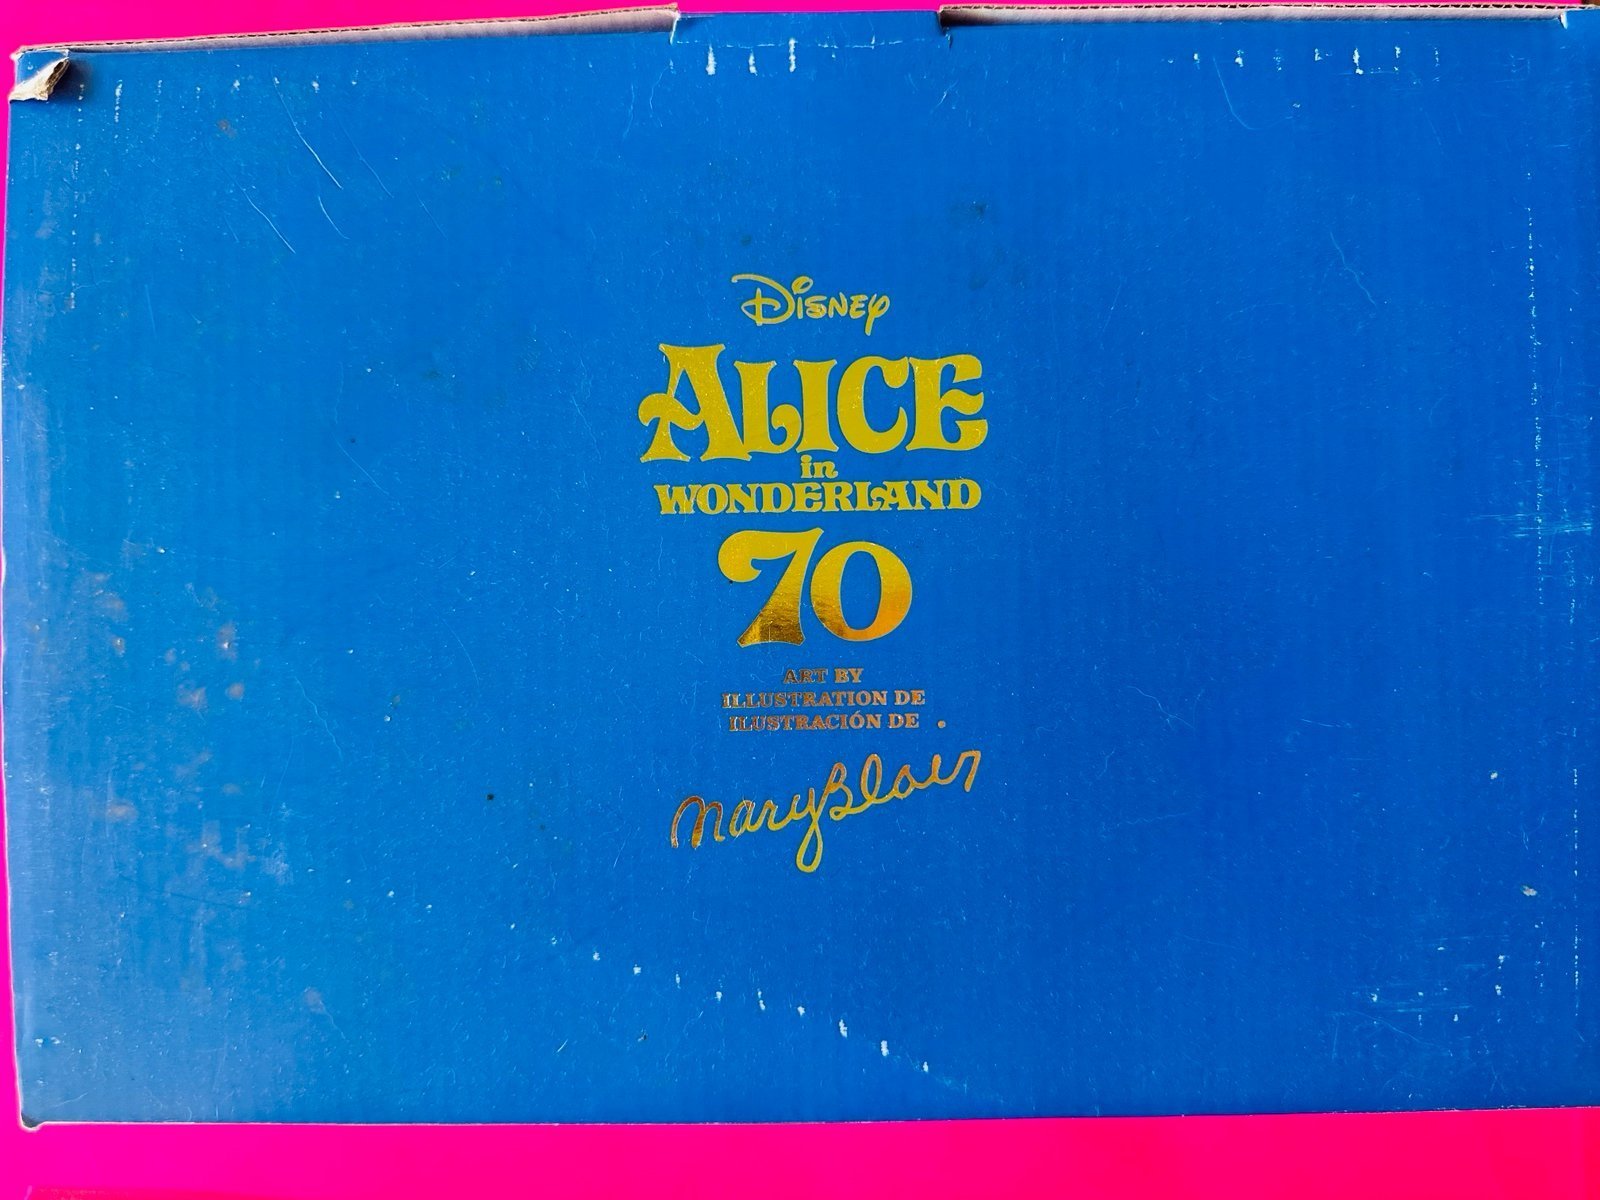 Disney
ALICE
in
WONDERLAND
70
ART BY
ILLUSTRATION DE
ILUSTRACIÓN DE
Mary Blair